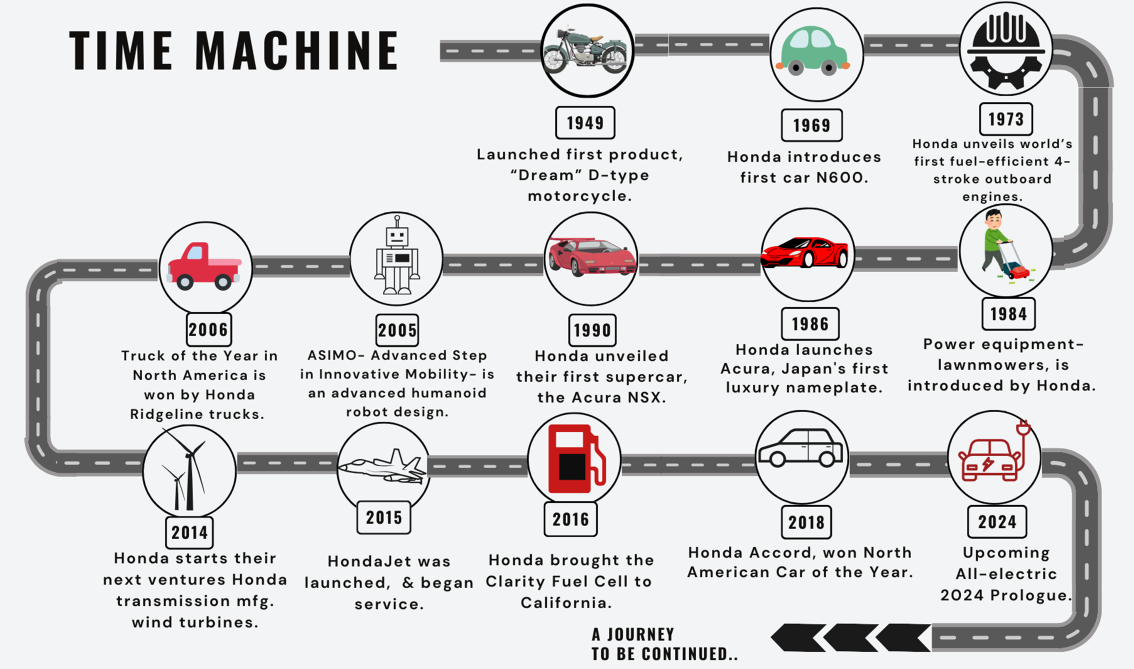 TIME MACHINE
1949
Launched first product,
“Dream” D-type
motorcycle.
1969
Honda introduces
first car N600.
1973
Honda unveils world’s
first fuel-efficient 4-
stroke outboard
engines.
1984
Power equipment-
lawnmowers, is
introduced by Honda.
1986
Honda launches
Acura, Japan's first
luxury nameplate.
1990
Honda unveiled
their first supercar,
the Acura NSX.
2005
ASIMO- Advanced Step
in Innovative Mobility- is
an advanced humanoid
robot design.
2006
Truck of the Year in
North America is
won by Honda
Ridgeline trucks.
2014
Honda starts their
next ventures Honda
transmission mfg.
wind turbines.
2015
HondaJet was
launched, & began
service.
2016
Honda brought the
Clarity Fuel Cell to
California.
2018
Honda Accord, won North
American Car of the Year.
2024
Upcoming
All-electric
2024 Prologue.
A JOURNEY
TO BE CONTINUED..